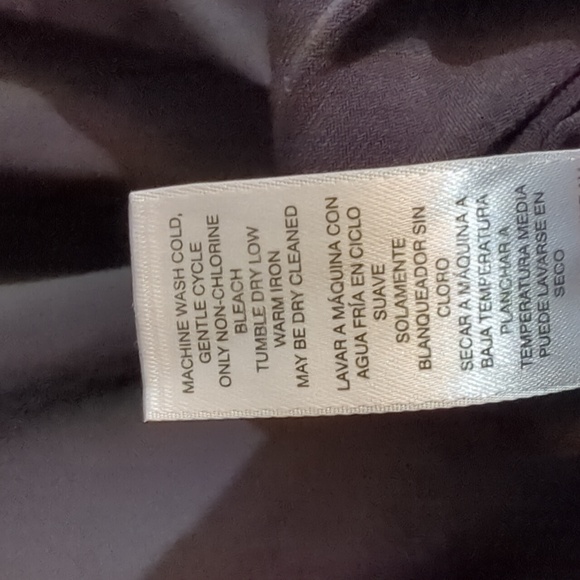 MACHINE WASH COLD,
GENTLE CYCLE
ONLY NON-CHLORINE
BLEACH
TUMBLE DRY LOW
WARM IRON
MAY BE DRY CLEANED
LAVAR A MÁQUINA CON
AGUA FRÍA EN CICLO
SUAVE
SOLAMENTE
BLANQUEADOR SIN
CLORO
SECAR A MÁQUINA A
BAJA TEMPERATURA
PLANCHAR A
TEMPERATURA MEDIA
PUEDE LAVARSE EN
SECO